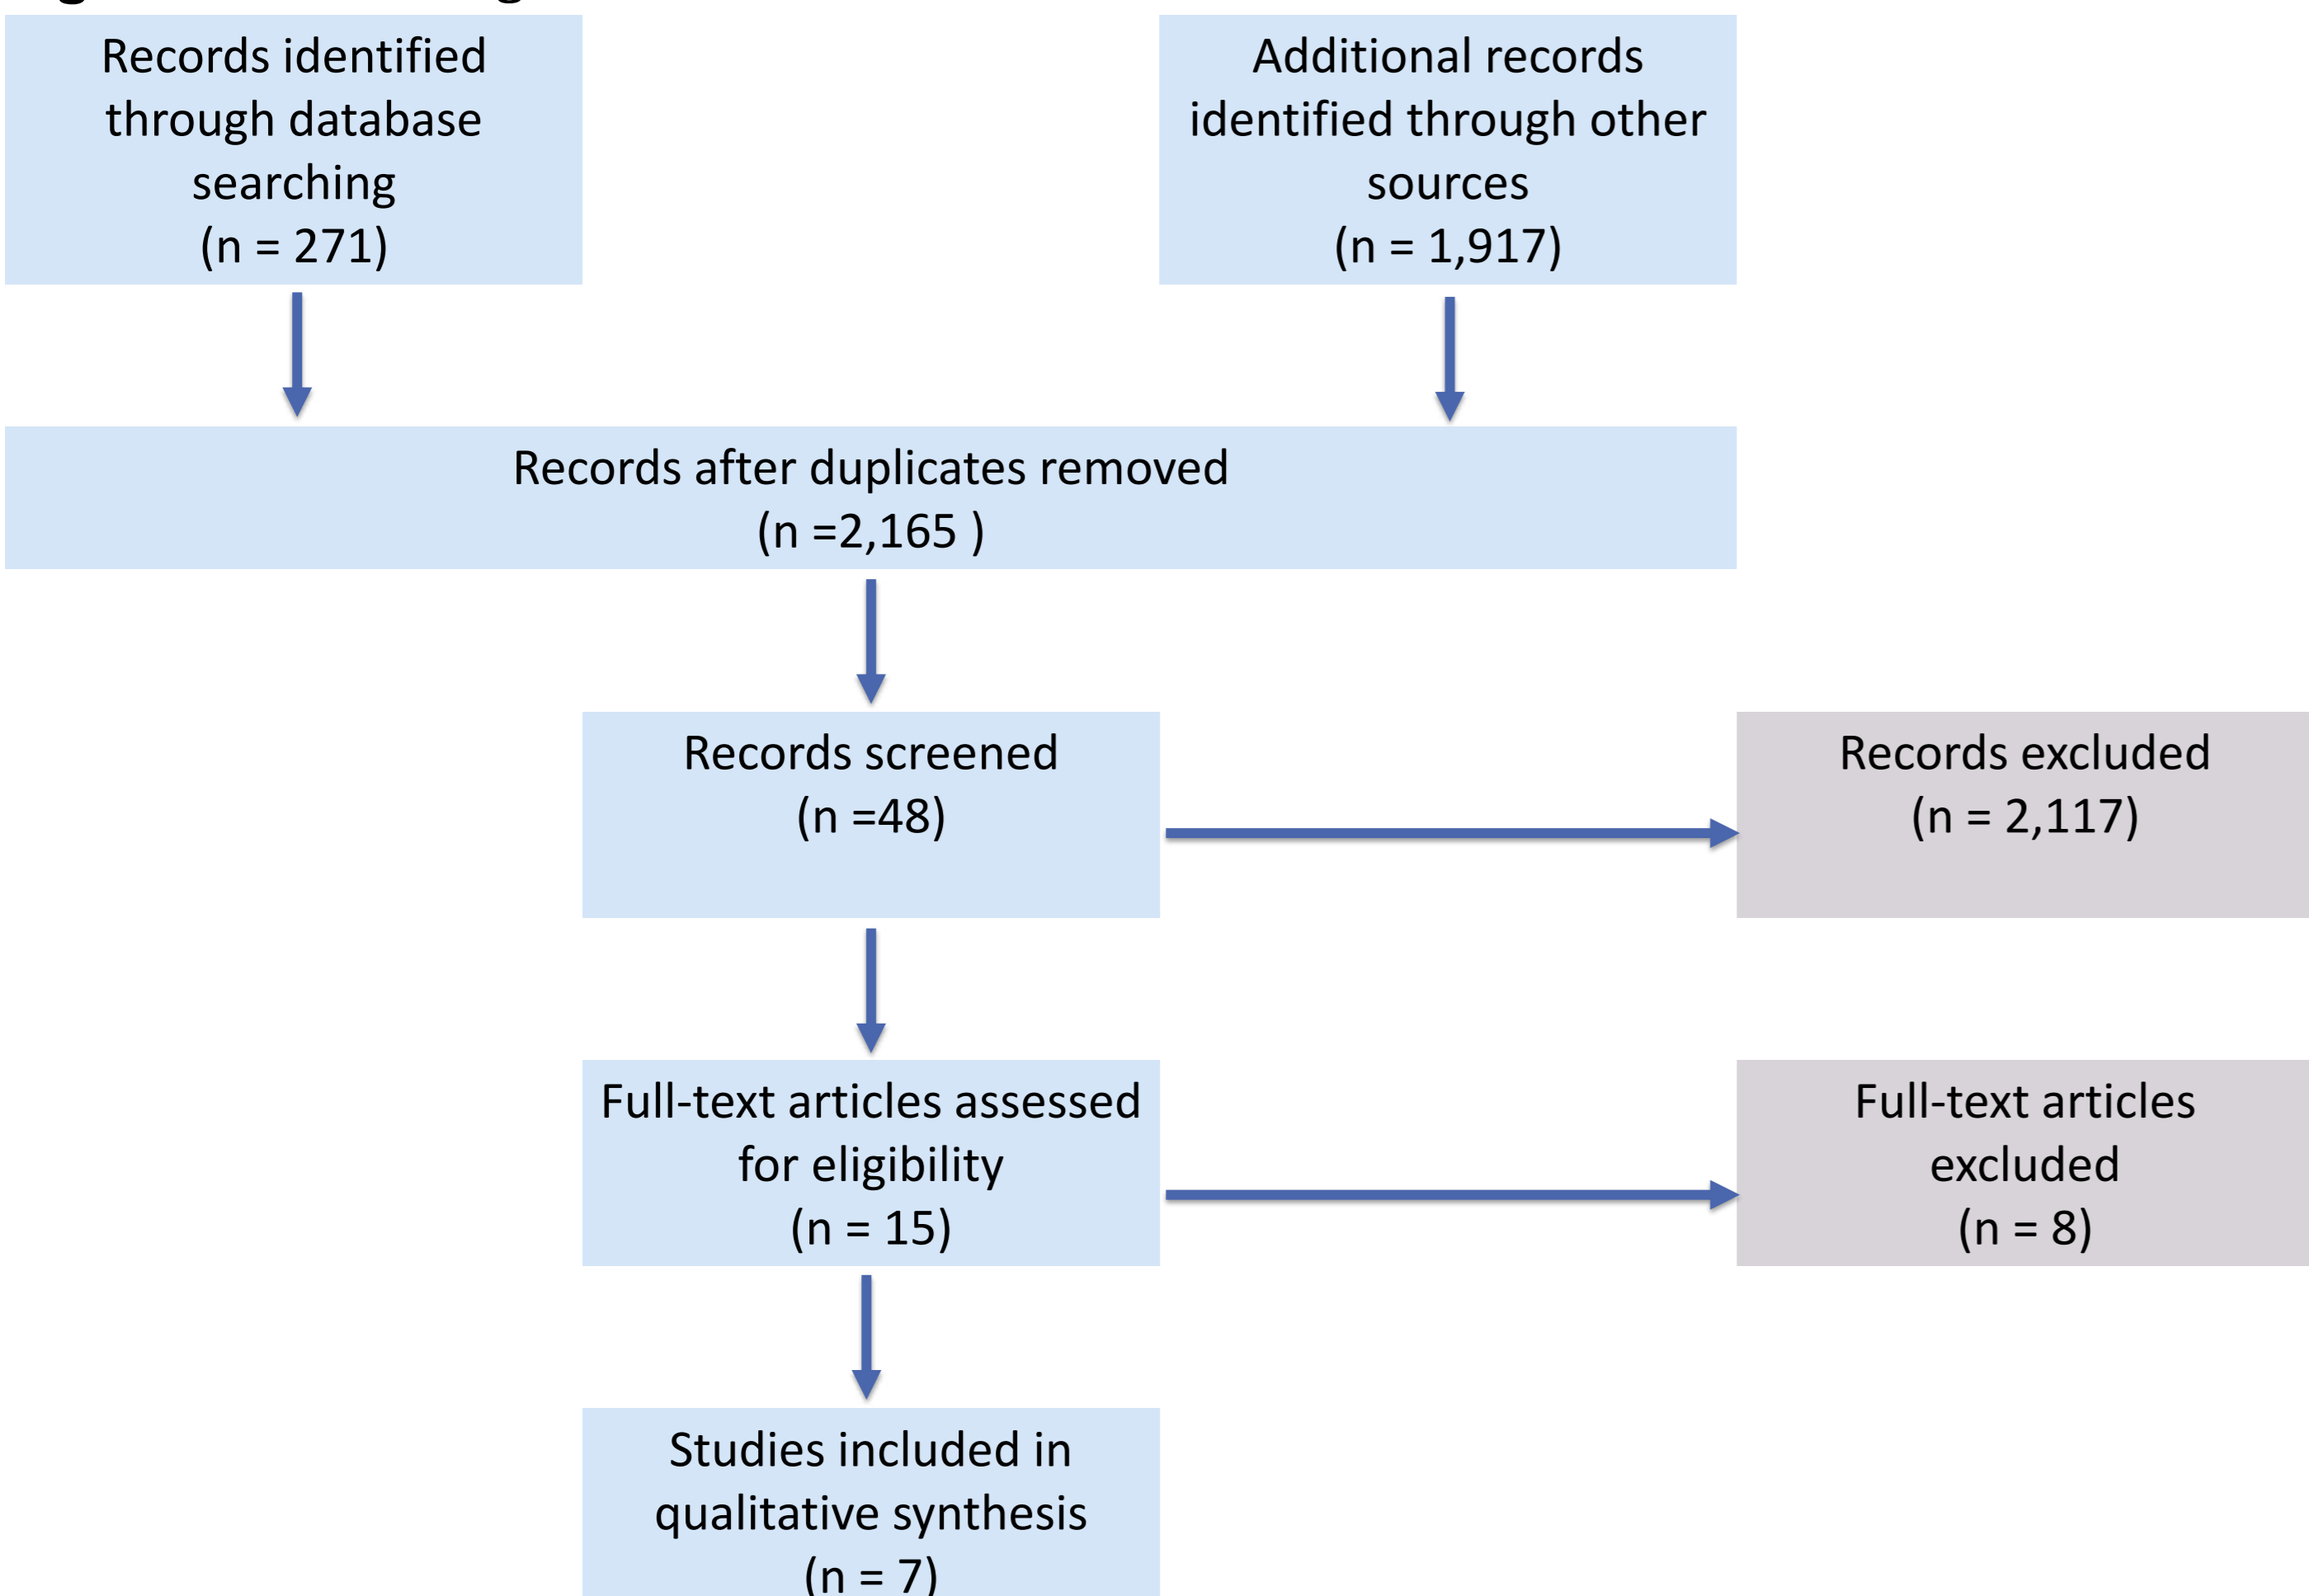 Records identified
through database
searching
(n = 271)
Additional records
identified through other
sources
(n = 1,917)
Records after duplicates removed
(n =2,165 )
Records screened
(n =48)
Records excluded
(n = 2,117)
Full-text articles assessed
for eligibility
(n = 15)
Full-text articles
excluded
(n = 8)
Studies included in
qualitative synthesis
(n = 7)